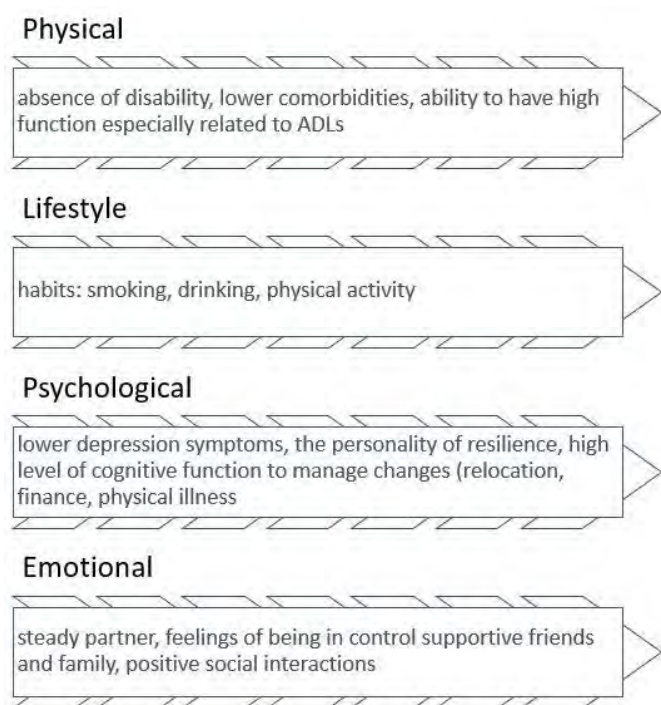 Physical
absence of disability, lower comorbidities, ability to have high
function especially related to ADLs
Lifestyle
habits: smoking, drinking, physical activity
Psychological
lower depression symptoms, the personality of resilience, high
level of cognitive function to manage changes (relocation,
finance, physical illness
Emotional
steady partner, feelings of being in control supportive friends
and family, positive social interactions